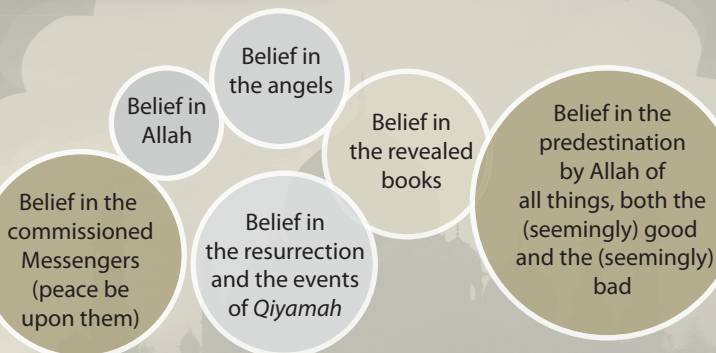 Belief in
Allah
Belief in
the angels
Belief in
the revealed
books
Belief in the
predestination
by Allah of
all things, both the
(seemingly) good
and the (seemingly)
bad
Belief in the
commissioned
Messengers
(peace be
upon them)
Belief in
the resurrection
and the events
of Qiyamah